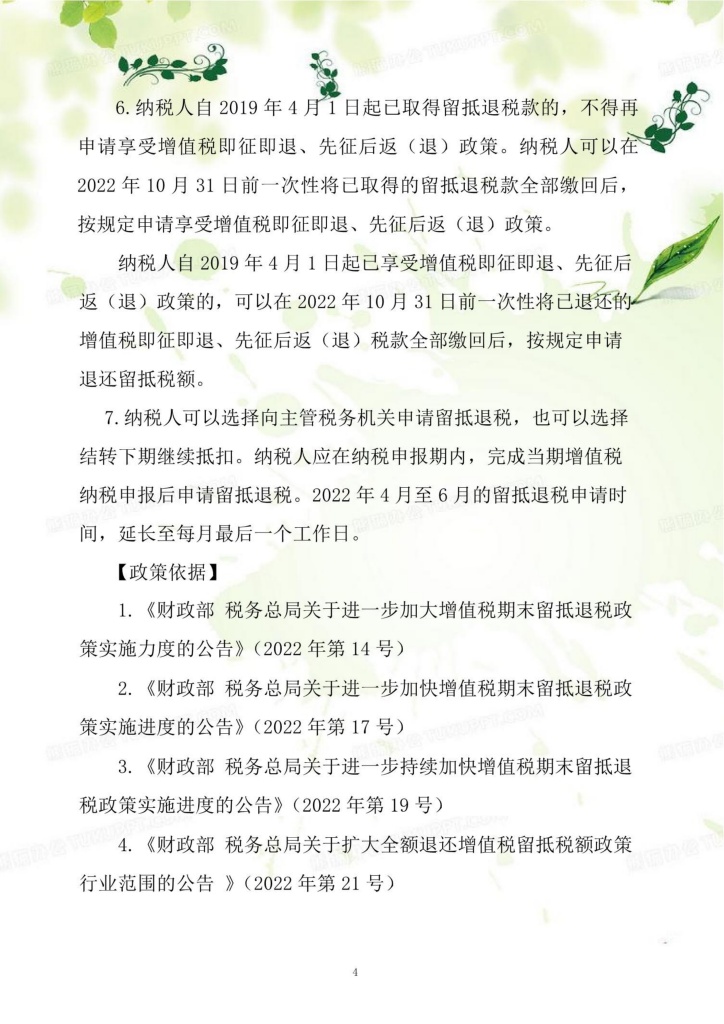 6.纳税人自 2019 年 4 月 1 日起已取得留抵退税款的，不得再
申请享受增值税即征即退、先征后返（退）政策。纳税人可以在
2022 年 10 月 31 日前一次性将已取得的留抵退税款全部缴回后，
按规定申请享受增值税即征即退、先征后返（退）政策。
纳税人自 2019 年 4 月 1 日起已享受增值税即征即退、先征后
返（退）政策的，可以在 2022 年 10 月 31 日前一次性将已退还的
增值税即征即退、先征后返（退）税款全部缴回后，按规定申请
退还留抵税额。
7.纳税人可以选择向主管税务机关申请留抵退税，也可以选择
结转下期继续抵扣。纳税人应在纳税申报期内，完成当期增值税
纳税申报后申请留抵退税。2022 年 4 月至 6 月的留抵退税申请时
间，延长至每月最后一个工作日。
【政策依据】
1.《财政部 税务总局关于进一步加大增值税期末留抵退税政
策实施力度的公告》（2022 年第 14 号）
2.《财政部 税务总局关于进一步加快增值税期末留抵退税政
策实施进度的公告》（2022 年第 17 号）
3.《财政部 税务总局关于进一步持续加快增值税期末留抵退
税政策实施进度的公告》（2022 年第 19 号）
4.《财政部 税务总局关于扩大全额退还增值税留抵税额政策
行业范围的公告 》（2022 年第 21 号）
4